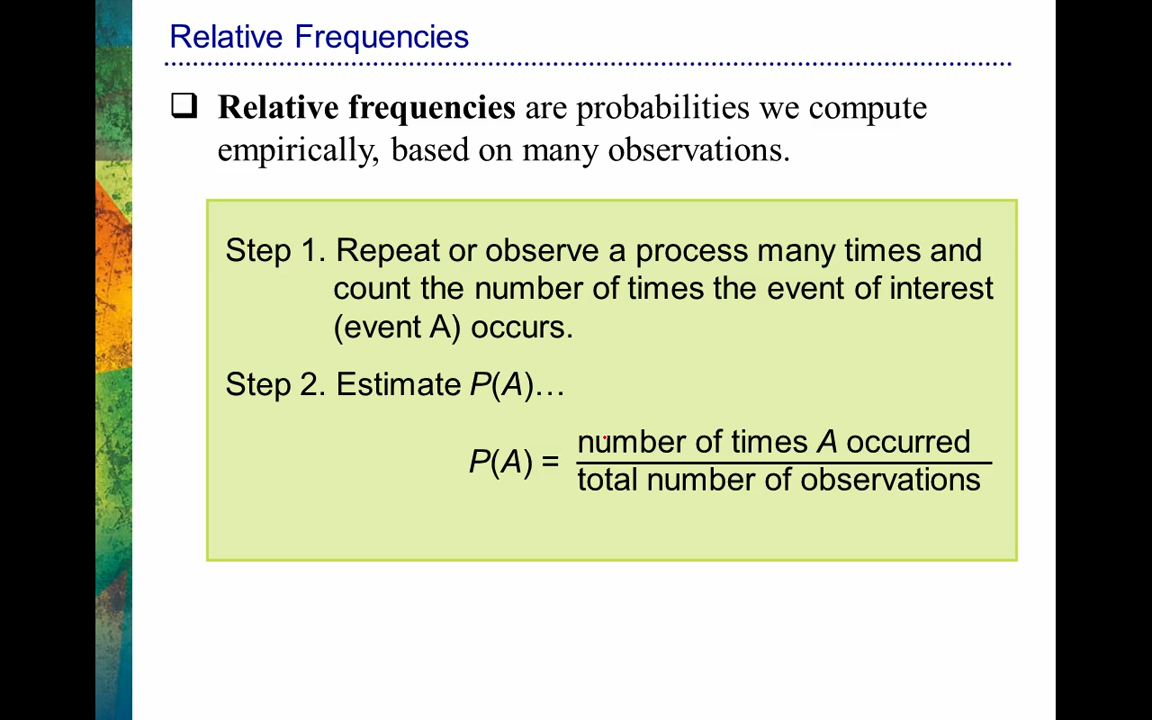 Relative Frequencies
Relative frequencies are probabilities we compute
empirically, based on many observations.
Step 1. Repeat or observe a process many times and
count the number of times the event of interest
(event A) occurs.
Step 2. Estimate P(A)…
number of times A occurred
P(A) =
total number of observations